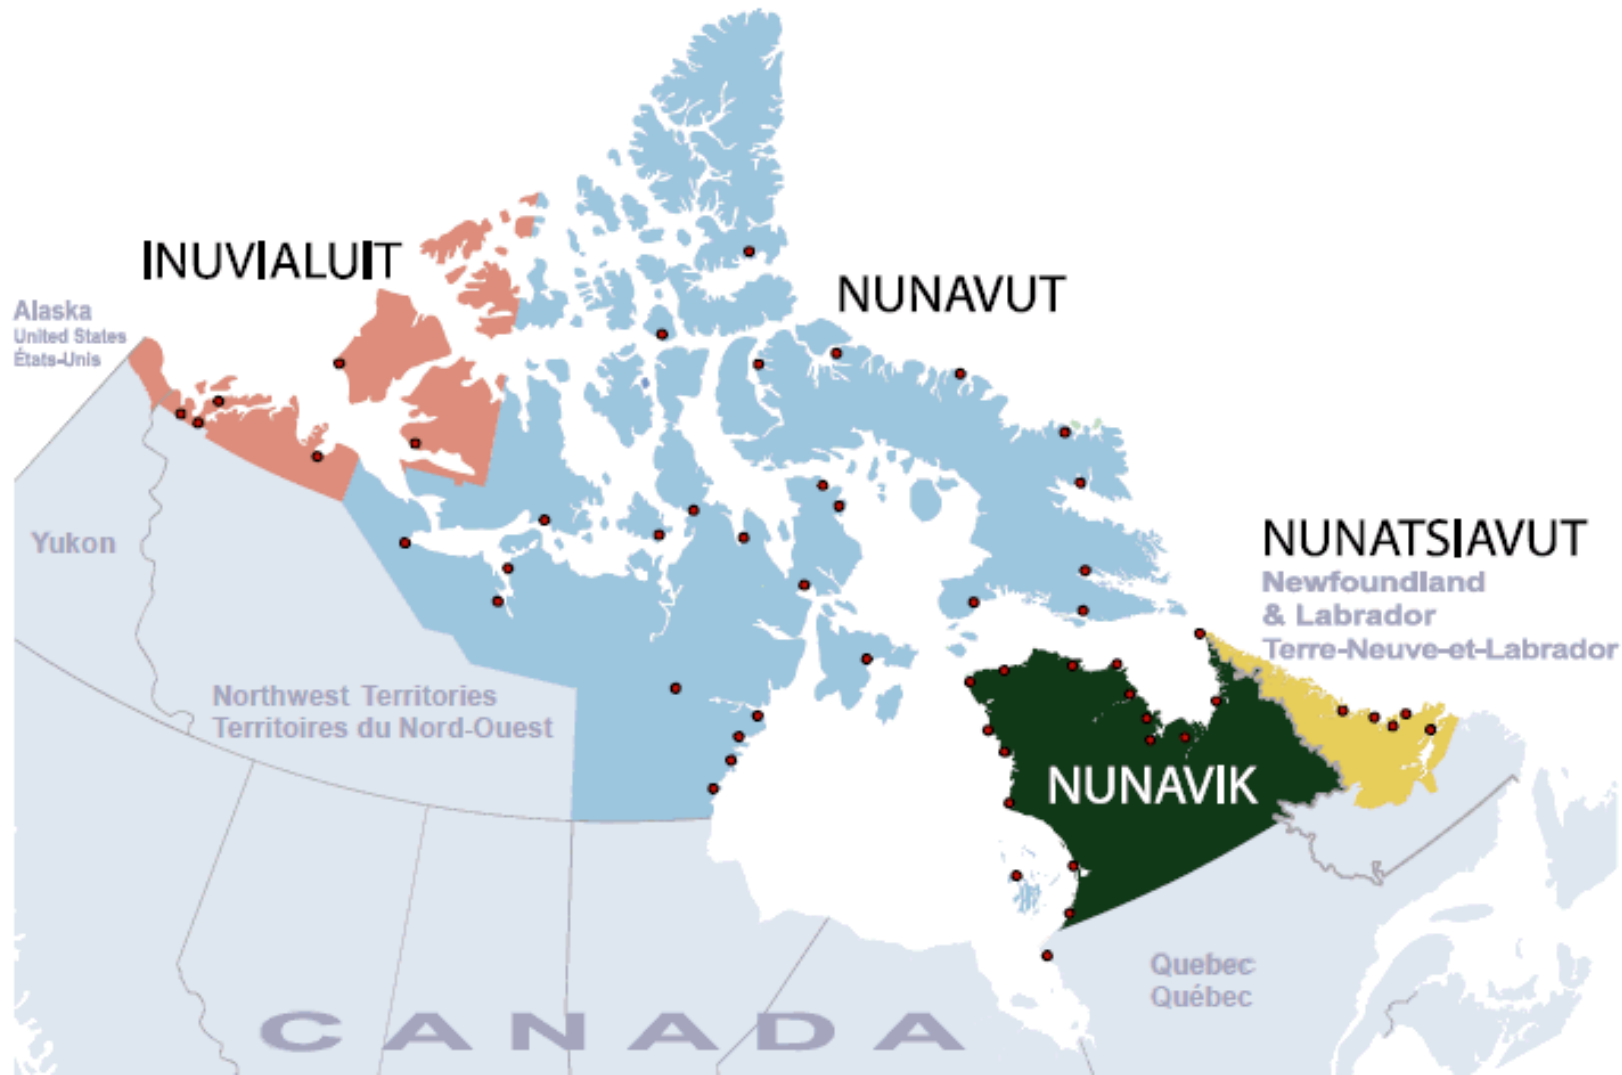 INUVIALUIT
NUNAVUT
Alaska
United States
États-Unis
NUNATSIAVUT
Newfoundland
& Labrador
Terre-Neuve-et-Labrador
Yukon
Northwest Territories
Territoires du Nord-Ouest
NUNAVIK
Quebec
Québec
CANADA